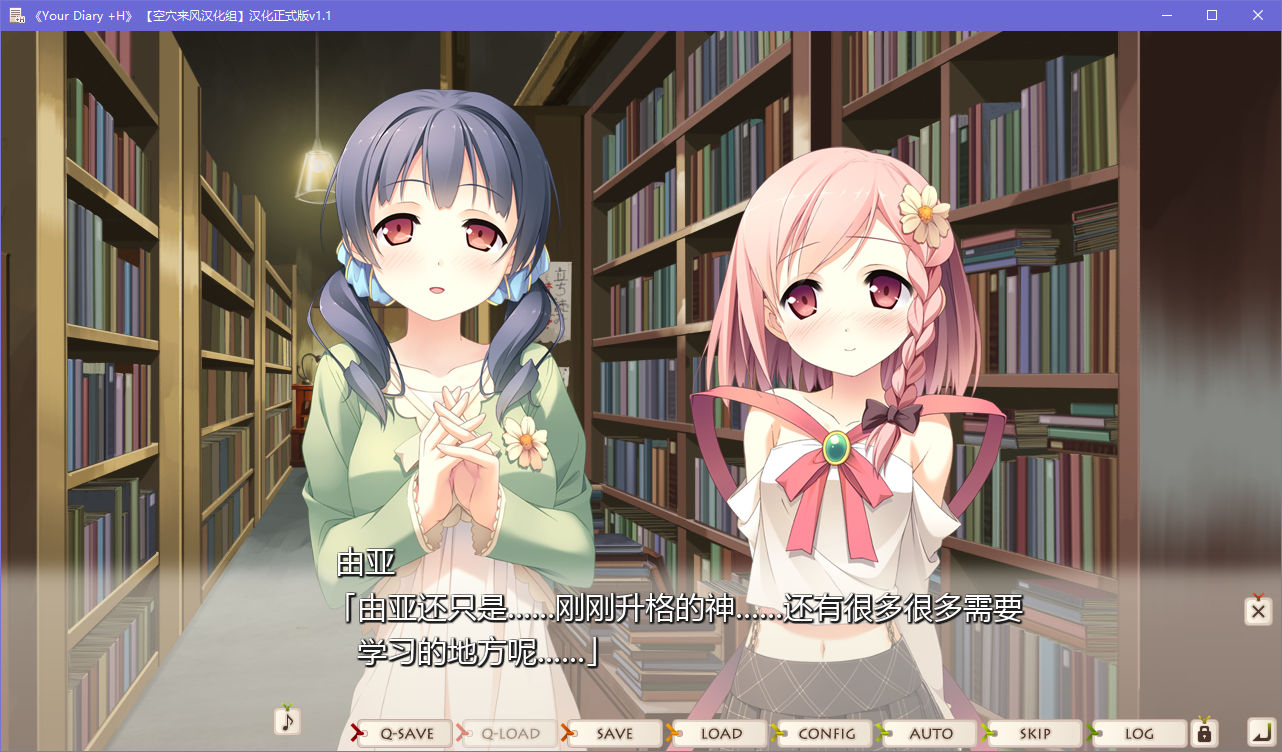 《Your Diary +H》 【空穴来风汉化组】汉化正式版v1.1
立ち
由亚
「由亚还只是……刚刚升格的神……还有很多很多需要
学习的地方呢……」
Q-SAVE Q-LOAD SAVE LOAD CONFIG AUTO SKIP LOG